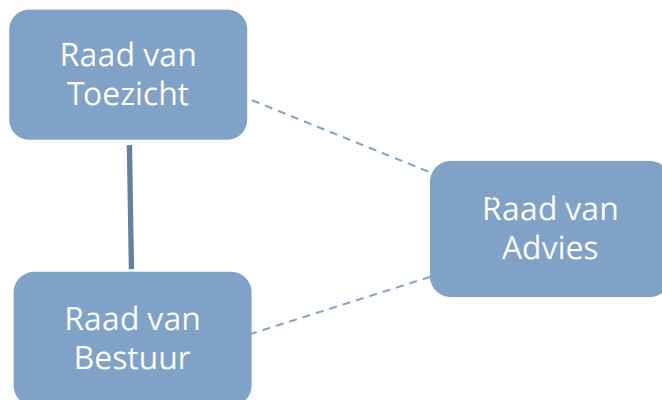 Raad van
Toezicht
Raad van
Advies
Raad van
Bestuur